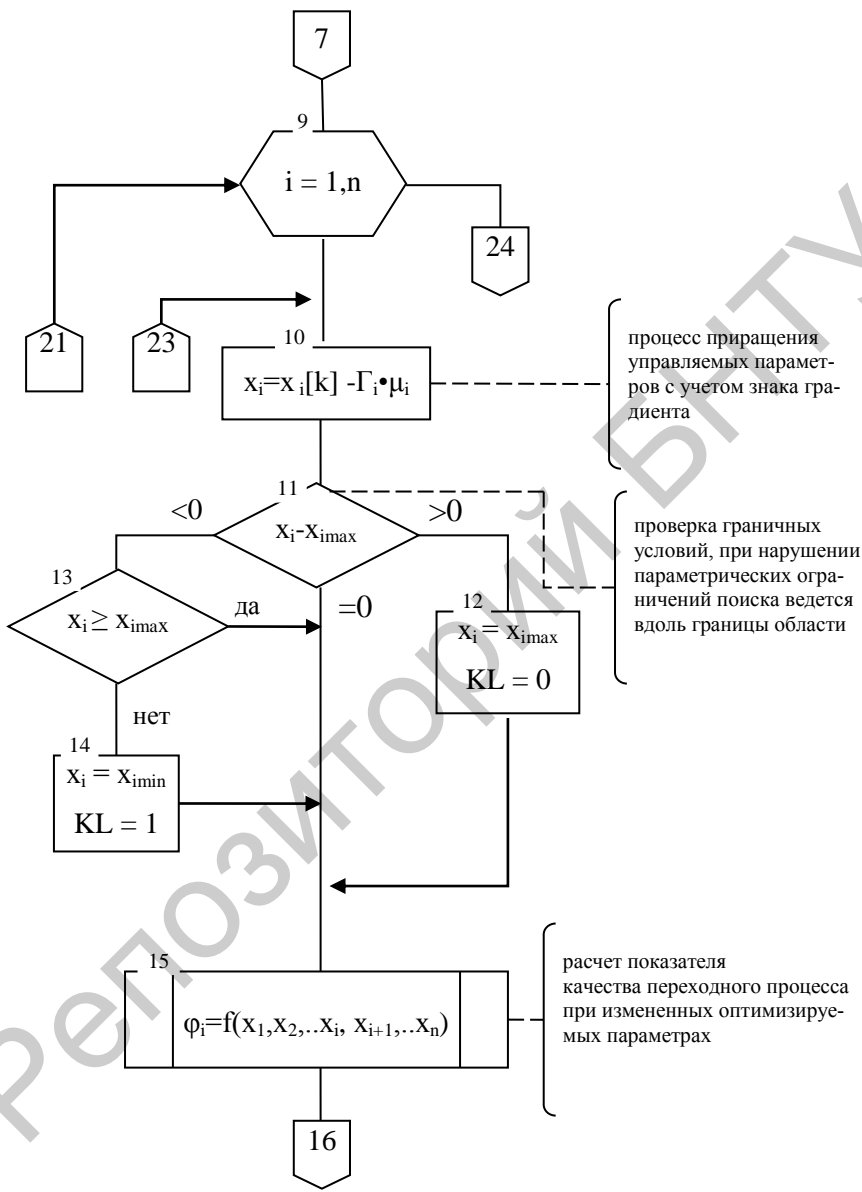 7
9
i = 1,n
24
21
23
10
x_i=x_i[k] -Γ_i•μ_i
процесс приращения
управляемых парамет-
ров с учетом знака гра-
диента
11
<0
x_i-x_imax
>0
проверка граничных
условий, при нарушении
параметрических огра-
ничений поиска ведется
вдоль границы области
13
x_i ≥ x_imax
да
=0
12
x_i = x_imax
KL = 0
нет
14
x_i = x_imin
KL = 1
15
φ_i=f(x_1,x_2,..x_i, x_i+1,..x_n)
расчет показателя
качества переходного процесса
при измененных оптимизируе-
мых параметрах
16
Репозиторий БНТУ